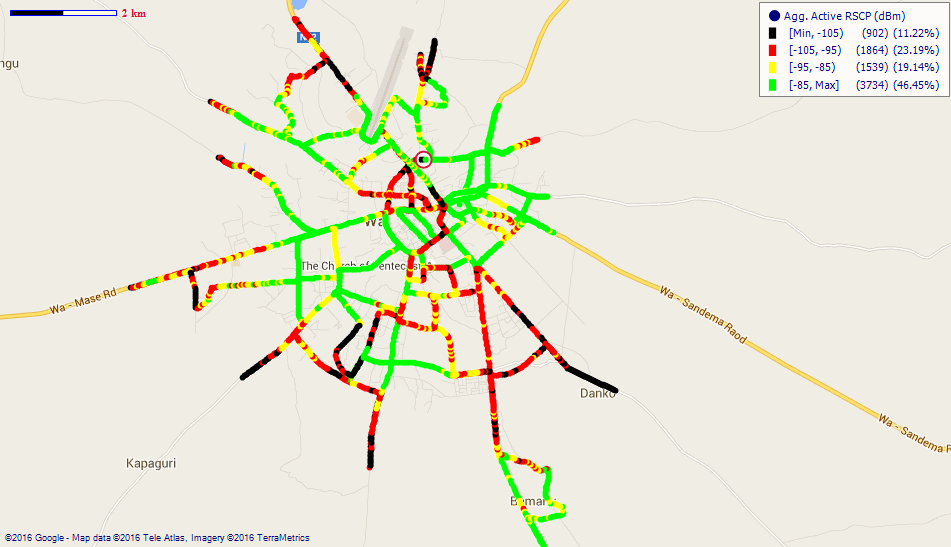 2 km
Agg. Active RSCP (dBm)
[Min, -105) (902) (11.22%)
[-105, -95) (1864) (23.19%)
[-95, -85) (1539) (19.14%)
[-85, Max] (3734) (46.45%)
ngu
Wa
The Church of Pentecost
Wa - Mase Rd
Wa - Sandema Raod
Danko
Wa - Sandema R
Kapaguri
©2016 Google - Map data ©2016 Tele Atlas, Imagery ©2016 TerraMetrics